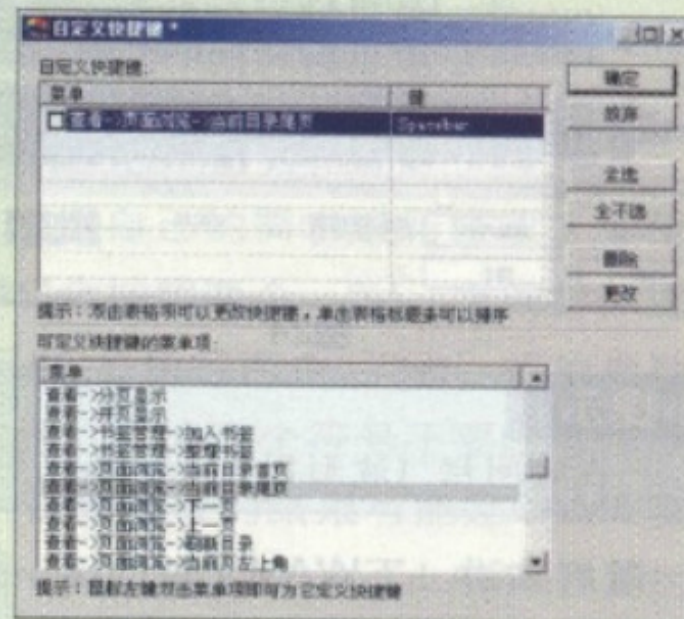 自定义快捷键 *
自定义快捷键:
菜单 键
查看->页面浏览->当前目录尾页 Spacebar
确定
放弃
全选
全不选
删除
更改
提示：双击表格项可以更改快捷键，单击表格标题条可以排序
可定义快捷键的菜单项:
菜单
查看->分页显示
查看->开页显示
查看->书签管理->加入书签
查看->书签管理->整理书签
查看->页面浏览->当前目录首页
查看->页面浏览->当前目录尾页
查看->页面浏览->下一页
查看->页面浏览->上一页
查看->页面浏览->刷新目录
查看->页面浏览->当前页左上角
提示：鼠标左键双击菜单项即可为它定义快捷键